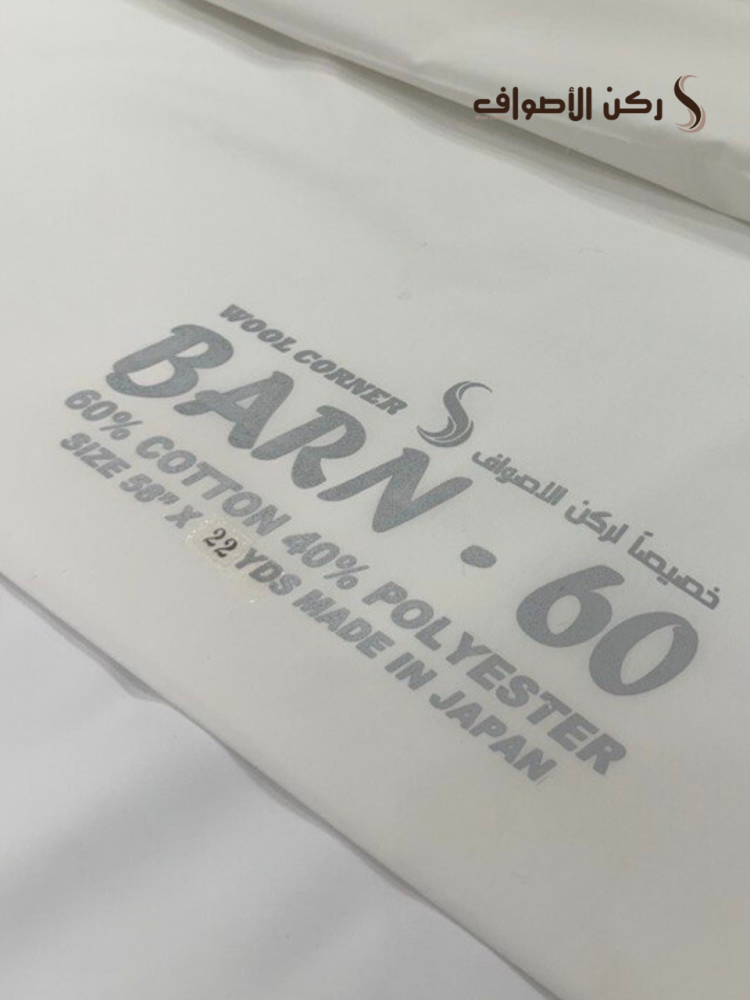 ركن الأصواف
WOOL CORNER
خصيصاً لركن الاصواف
BARN • 60
60% COTTON 40% POLYESTER
SIZE 58" X 22 YDS MADE IN JAPAN